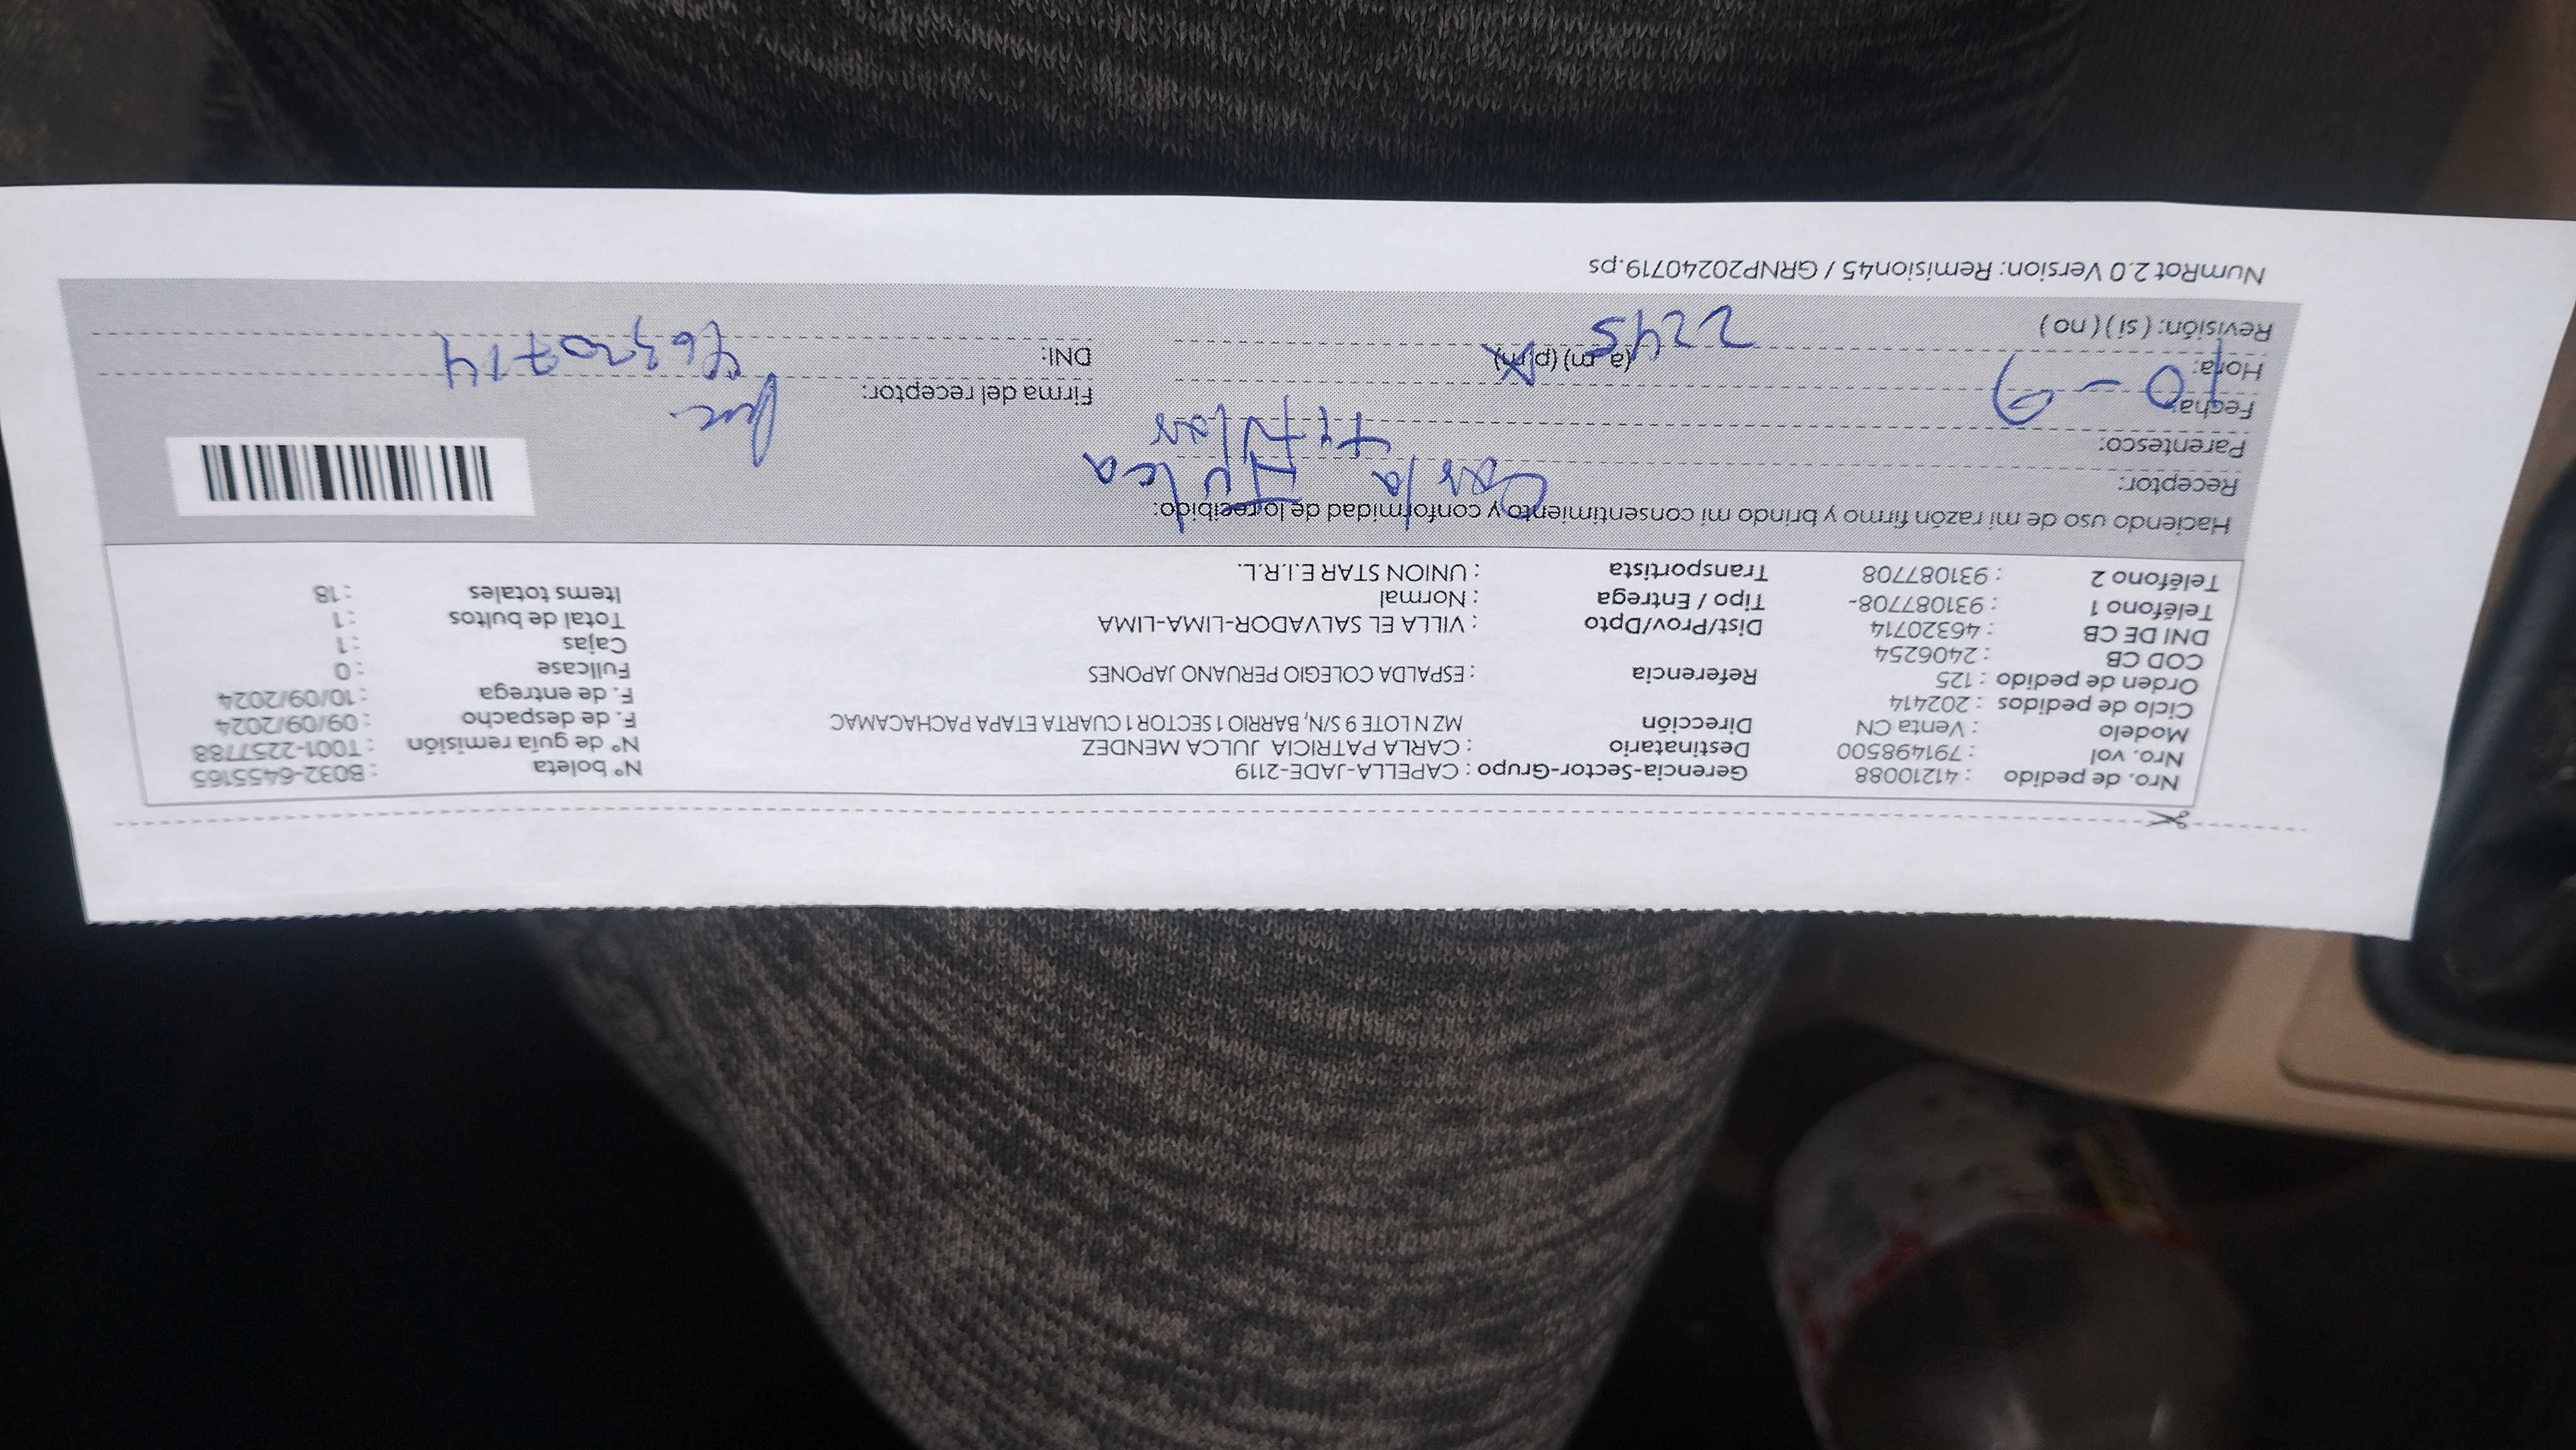 Nro. de pedido : 41210088 Gerencia-Sector-Grupo : CAPELLA-JADE-2119 N° boleta : B032-6455165
Nro. vol : 791498500 Destinatario : CARLA PATRICIA JULCA MENDEZ N° de guía remisión : T001-2257788
Modelo : Venta CN Dirección MZ N LOTE 9 S/N, BARRIO 1 SECTOR 1 CUARTA ETAPA PACHACAMAC F. de despacho : 09/09/2024
Ciclo de pedidos : 202414 F. de entrega : 10/09/2024
Orden de pedido : 125 Referencia : ESPALDA COLEGIO PERUANO JAPONES Fullcase : 0
COD CB : 2406254 Cajas : 1
DNI DE CB : 46320714 Dist/Prov/Dpto : VILLA EL SALVADOR-LIMA-LIMA Total de bultos : 1
Teléfono 1 : 931087708- Tipo / Entrega : Normal Items totales : 18
Teléfono 2 : 931087708 Transportista : UNION STAR E.I.R.L.
Haciendo uso de mi razón firmo y brindo mi consentimiento y conformidad de lo recibido:
Receptor: Carla Julca
Parentesco: titular
Fecha: 10-9 Firma del receptor:
Hora: 2245 (a m) (p m) DNI: 46320714
Revisión: ( si ) ( no )
NumRot 2.0 Version: Remision45 / GRNP20240719.ps